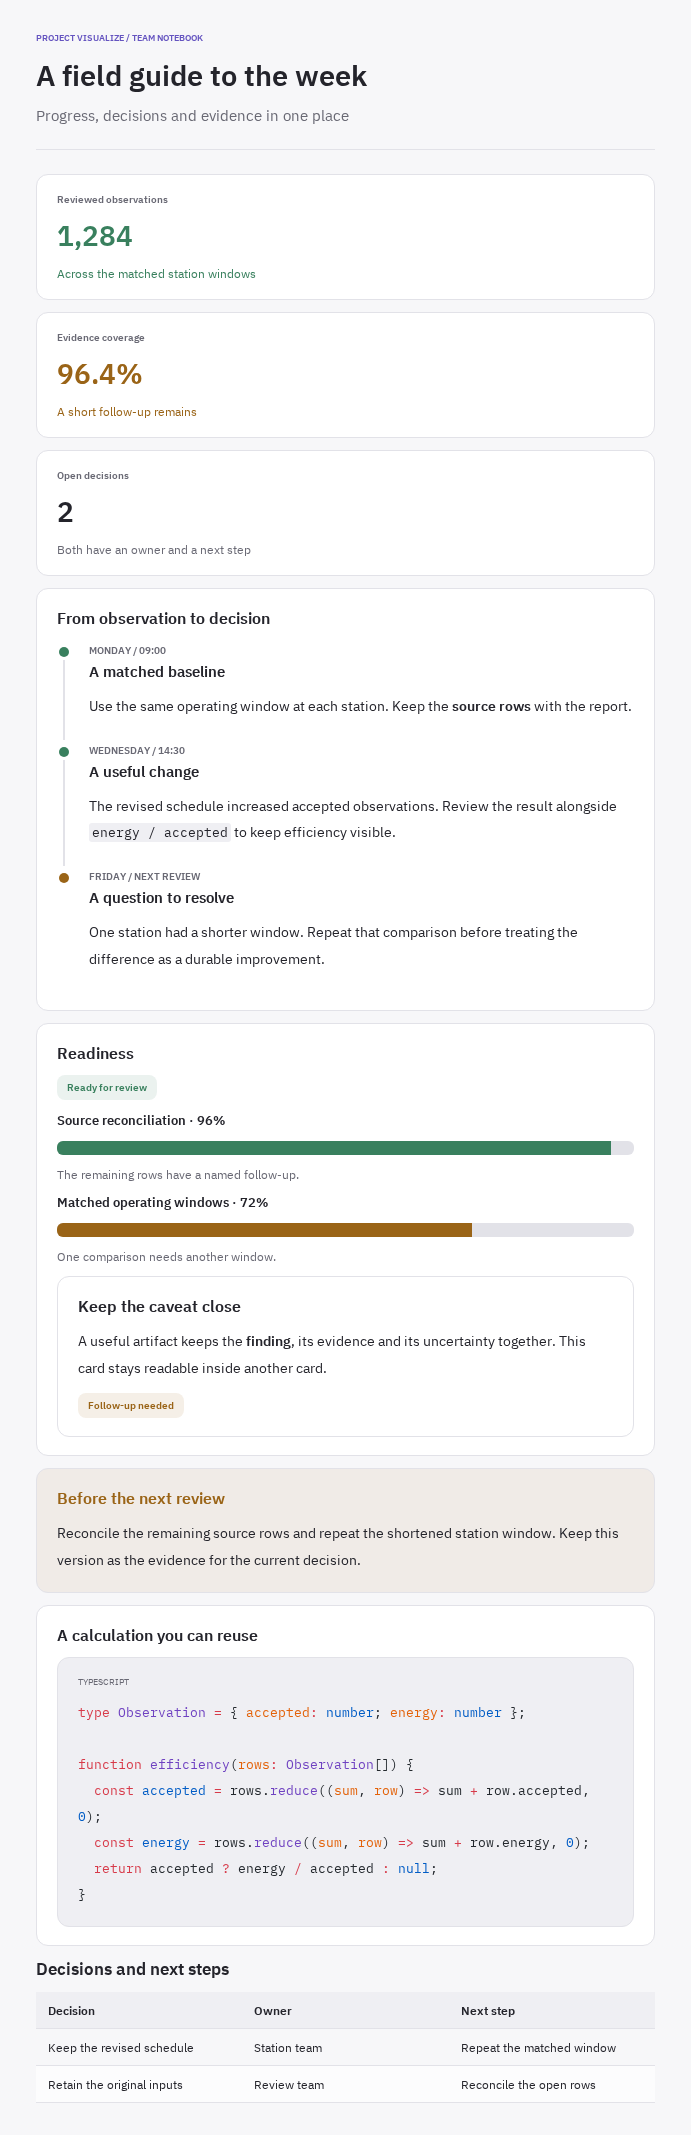 PROJECT VISUALIZE / TEAM NOTEBOOK
A field guide to the week
Progress, decisions and evidence in one place
Reviewed observations
1,284
Across the matched station windows
Evidence coverage
96.4%
A short follow-up remains
Open decisions
2
Both have an owner and a next step
From observation to decision
MONDAY / 09:00
A matched baseline
Use the same operating window at each station. Keep the source rows with the report.
WEDNESDAY / 14:30
A useful change
The revised schedule increased accepted observations. Review the result alongside
energy / accepted to keep efficiency visible.
FRIDAY / NEXT REVIEW
A question to resolve
One station had a shorter window. Repeat that comparison before treating the
difference as a durable improvement.
Readiness
Ready for review
Source reconciliation · 96%
The remaining rows have a named follow-up.
Matched operating windows · 72%
One comparison needs another window.
Keep the caveat close
A useful artifact keeps the finding, its evidence and its uncertainty together. This
card stays readable inside another card.
Follow-up needed
Before the next review
Reconcile the remaining source rows and repeat the shortened station window. Keep this
version as the evidence for the current decision.
A calculation you can reuse
TYPESCRIPT
type Observation = { accepted: number; energy: number };
function efficiency(rows: Observation[]) {
  const accepted = rows.reduce((sum, row) => sum + row.accepted,
0);
  const energy = rows.reduce((sum, row) => sum + row.energy, 0);
  return accepted ? energy / accepted : null;
}
Decisions and next steps
Decision Owner Next step
Keep the revised schedule Station team Repeat the matched window
Retain the original inputs Review team Reconcile the open rows